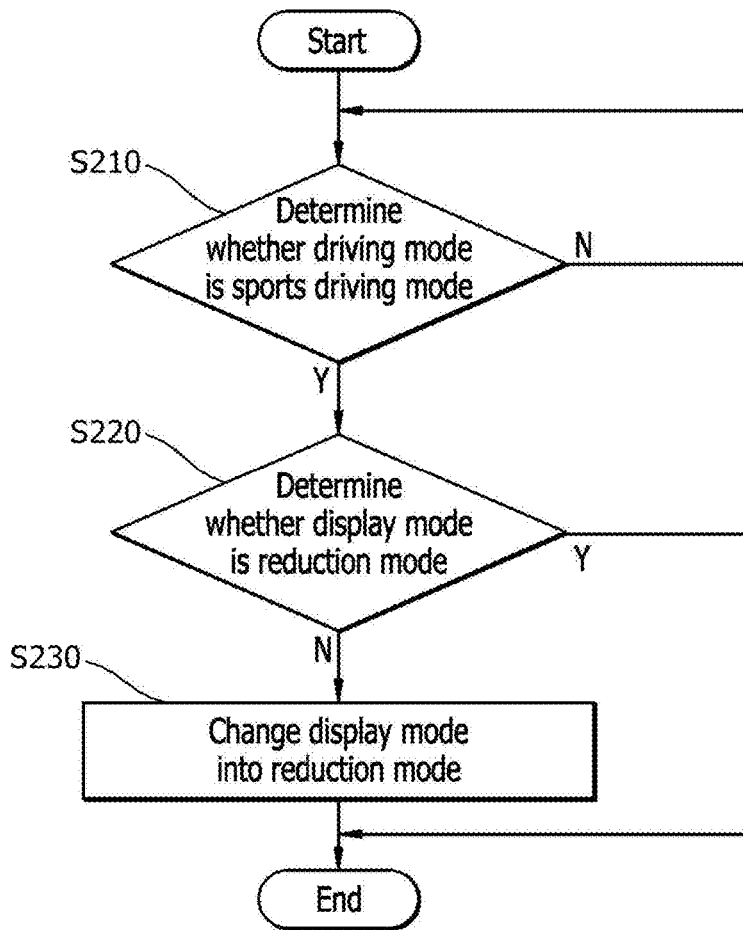 Start
S210
Determine
whether driving mode
is sports driving mode
N
Y
S220
Determine
whether display mode
is reduction mode
Y
N
S230
Change display mode
into reduction mode
End